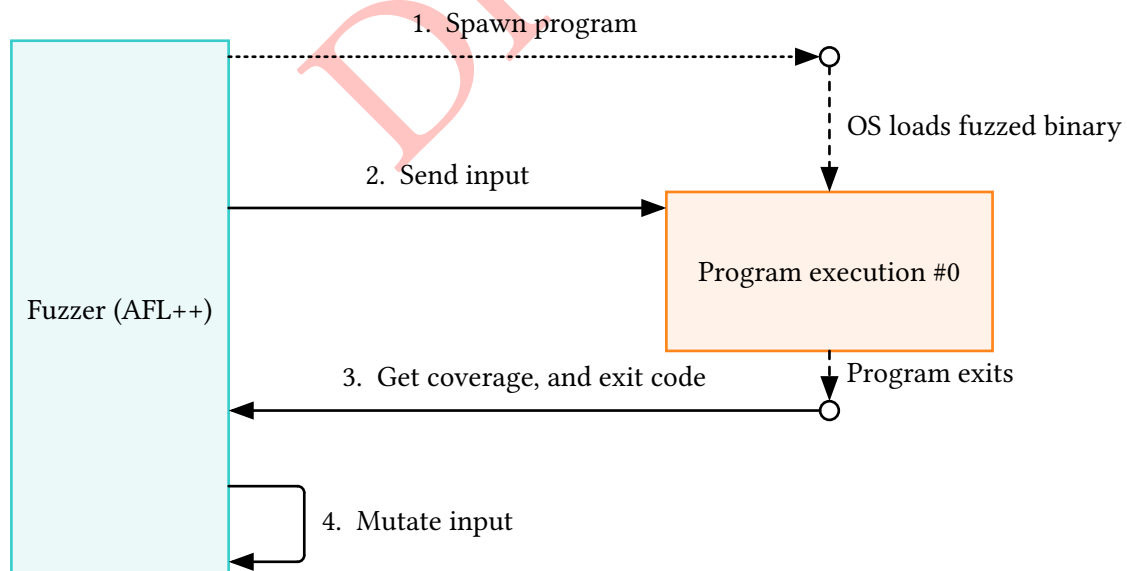 1. Spawn program
OS loads fuzzed binary
2. Send input
Program execution #0
Fuzzer (AFL++)
3. Get coverage, and exit code
Program exits
4. Mutate input